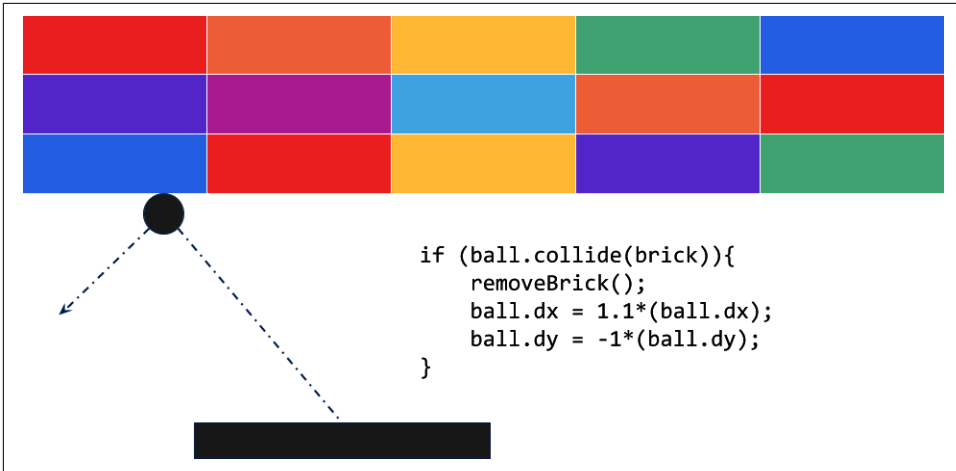 if (ball.collide(brick)){
    removeBrick();
    ball.dx = 1.1*(ball.dx);
    ball.dy = -1*(ball.dy);
}